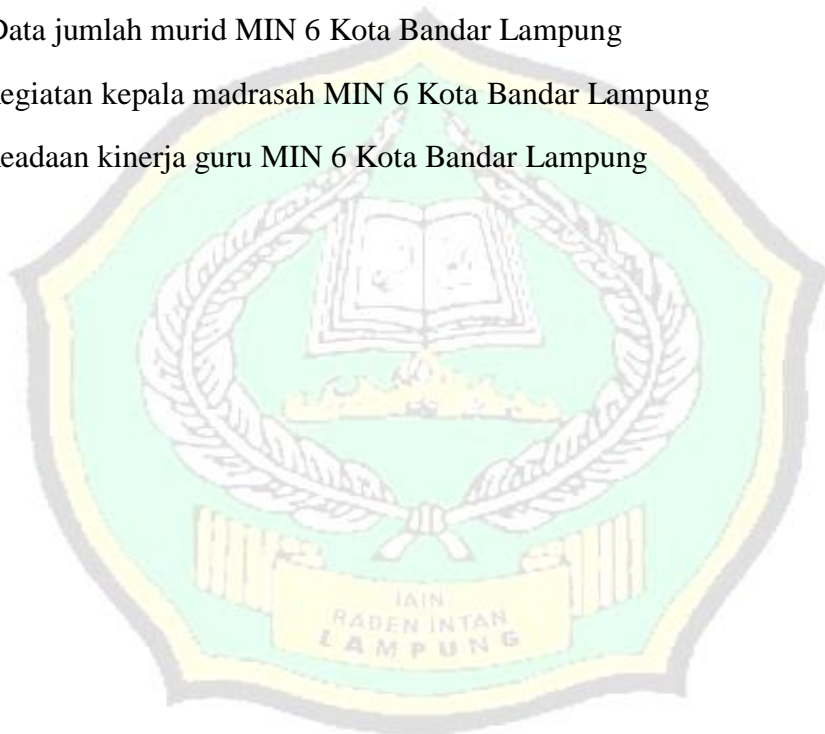 Data jumlah murid MIN 6 Kota Bandar Lampung
egiatan kepala madrasah MIN 6 Kota Bandar Lampung
eadaan kinerja guru MIN 6 Kota Bandar Lampung
IAIN
RADEN INTAN
LAMPUNG